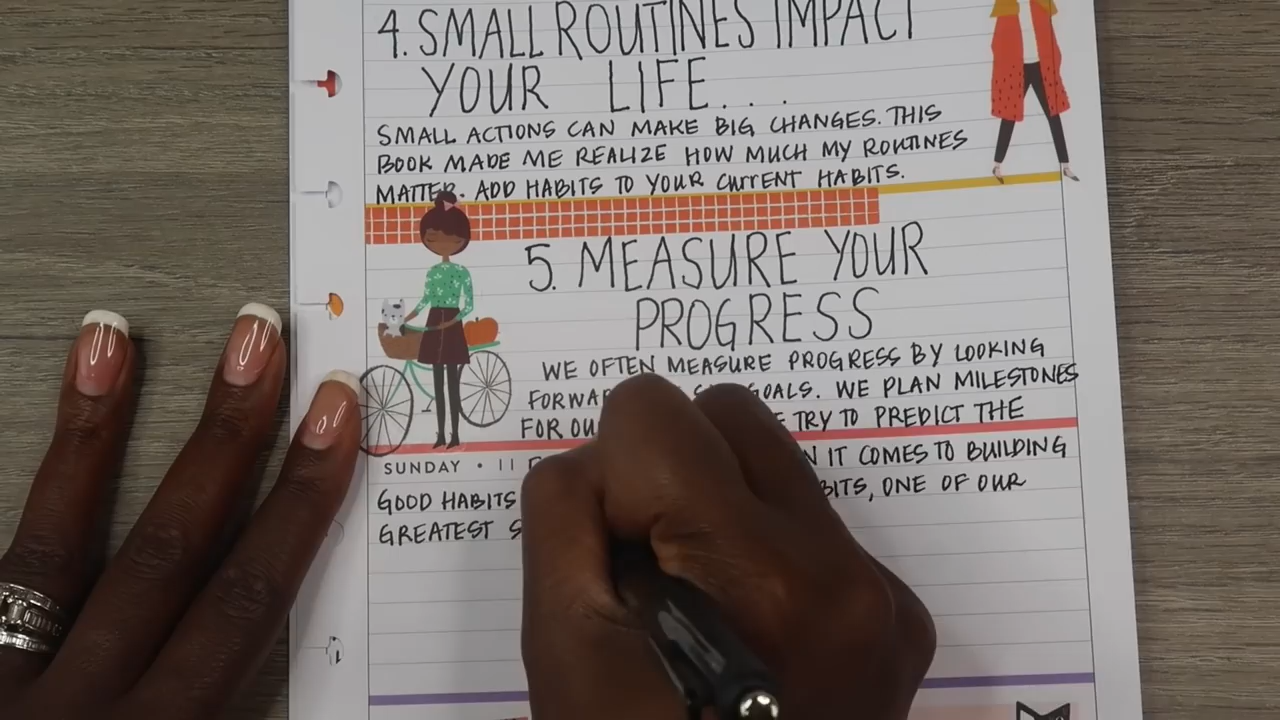 4. SMALL ROUTINES IMPACT
YOUR LIFE...
SMALL ACTIONS CAN MAKE BIG CHANGES. THIS
BOOK MADE ME REALIZE HOW MUCH MY ROUTINES
MATTER. ADD HABITS TO YOUR CURRENT HABITS.
5. MEASURE YOUR
PROGRESS
WE OFTEN MEASURE PROGRESS BY LOOKING
GOALS. WE PLAN MILESTONES
FOR TRY TO PREDICT THE
SUNDAY • 11 IT COMES TO BUILDING
GOOD HABITS ONE OF OUR
GREATEST